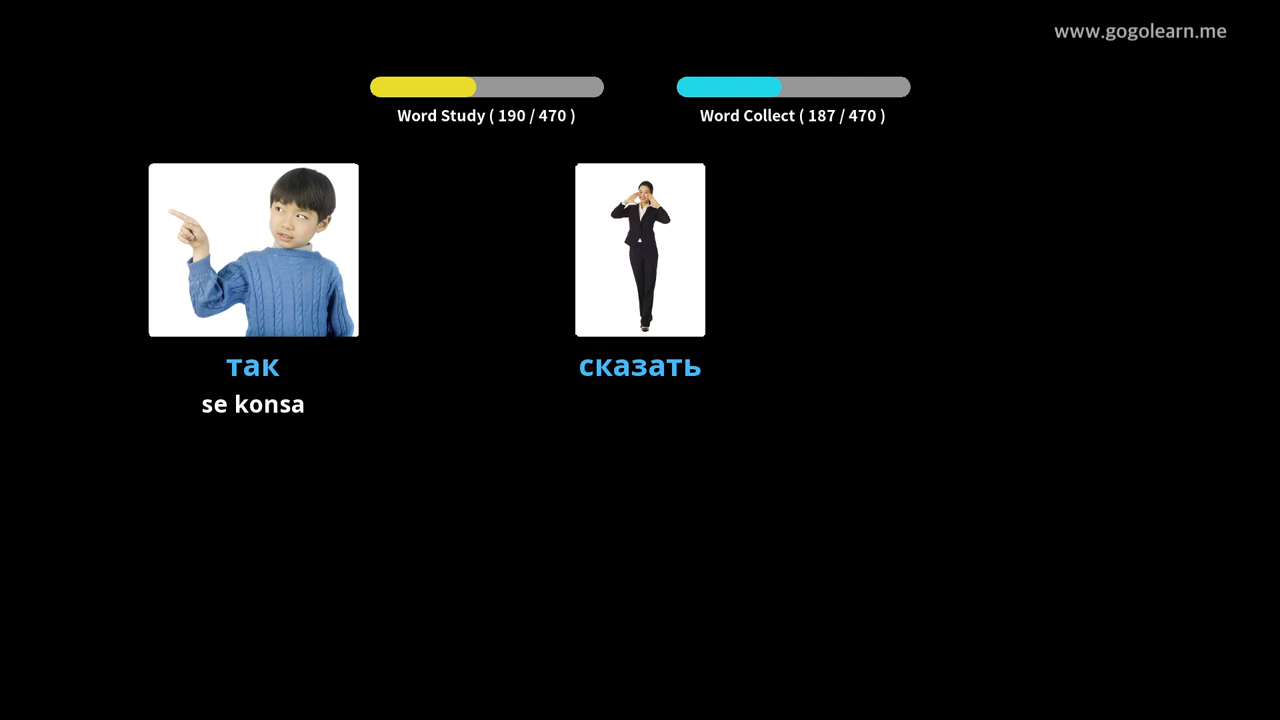 www.gogolearn.me
Word Study ( 190 / 470 )
Word Collect ( 187 / 470 )
так
сказать
se konsa